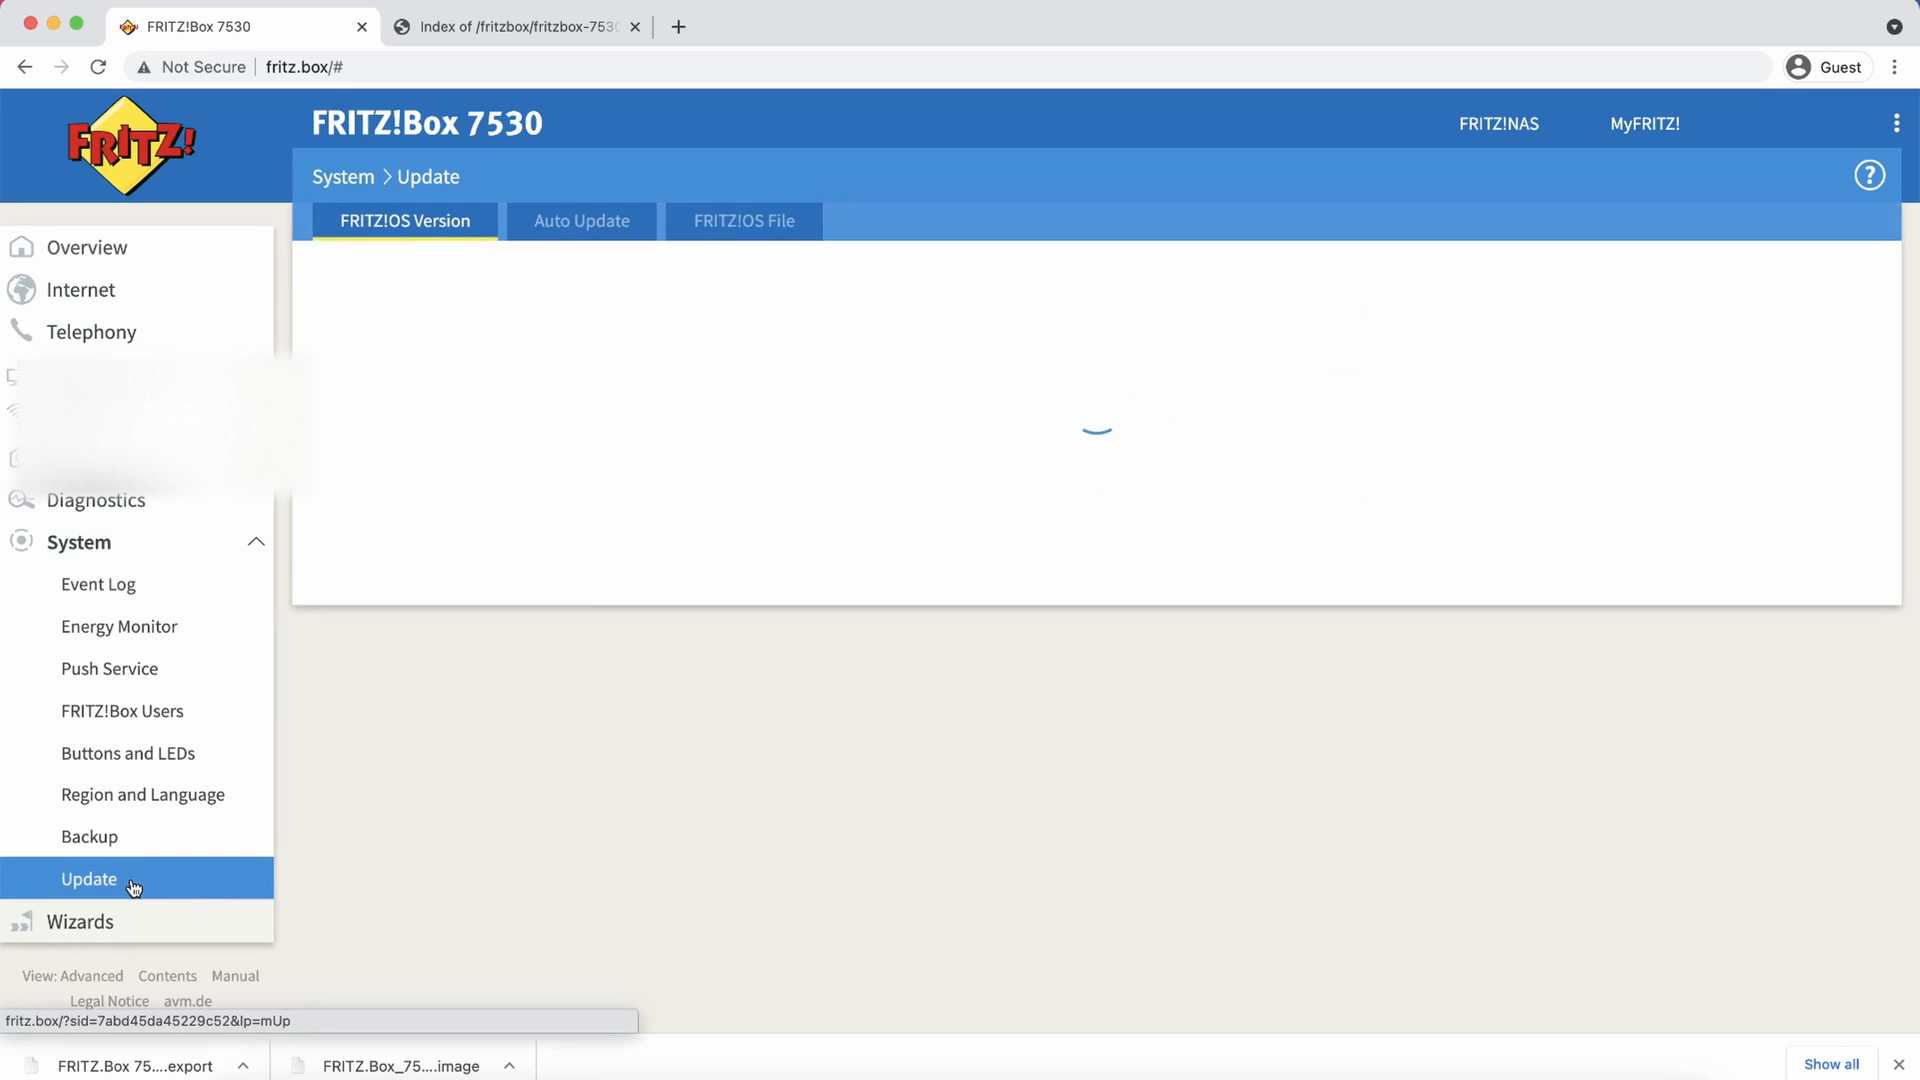 FRITZ!Box 7530
Index of /fritzbox/fritzbox-753
Not Secure
fritz.box/#
Guest
FRITZ!
FRITZ!Box 7530
FRITZ!NAS
MyFRITZ!
System > Update
?
FRITZ!OS Version
Auto Update
FRITZ!OS File
Overview
Internet
Telephony
Diagnostics
System
Event Log
Energy Monitor
Push Service
FRITZ!Box Users
Buttons and LEDs
Region and Language
Backup
Update
Wizards
View: Advanced Contents Manual
Legal Notice avm.de
fritz.box/?sid=7abd45da45229c52&lp=mUp
FRITZ.Box 75....export
FRITZ.Box_75....image
Show all